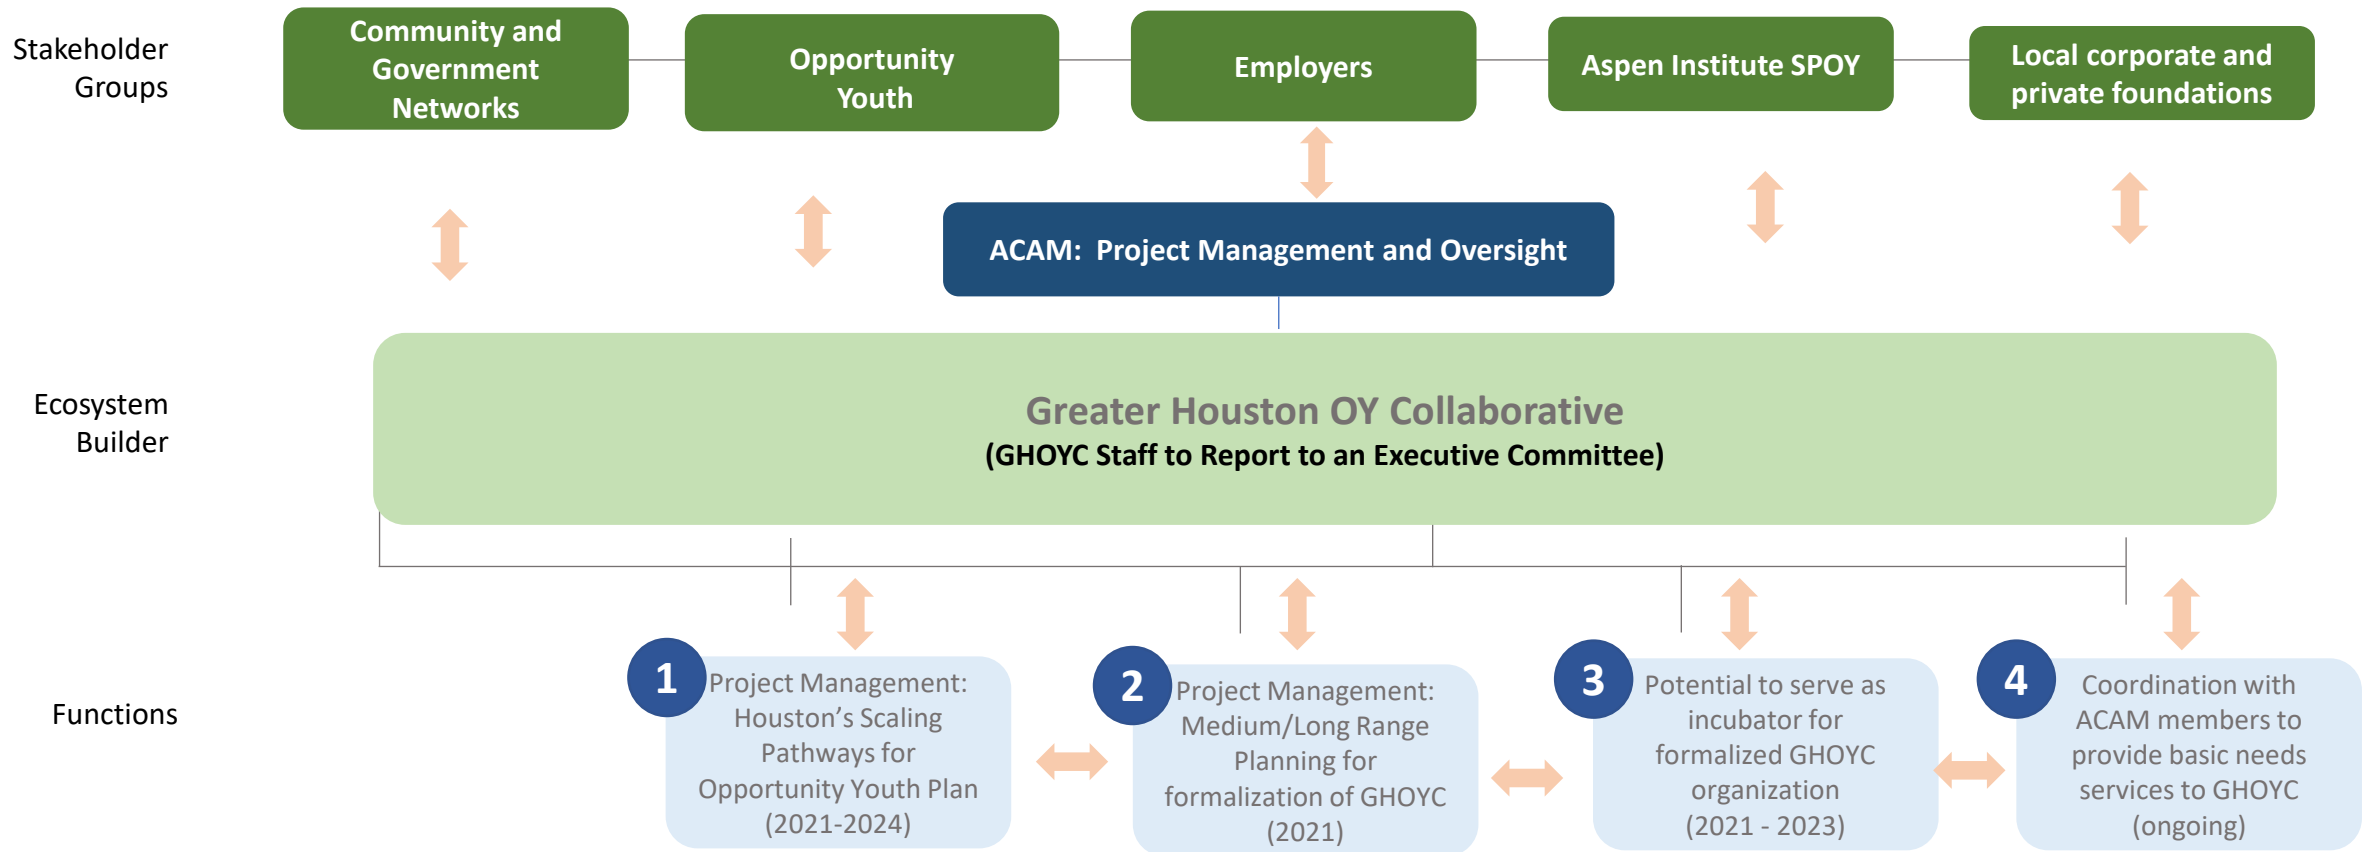 Stakeholder
Groups
Community and
Government
Networks
Opportunity
Youth
Employers
Aspen Institute SPOY
Local corporate and
private foundations
ACAM:  Project Management and Oversight
Ecosystem
Builder
Greater Houston OY Collaborative
(GHOYC Staff to Report to an Executive Committee)
Functions
1
Project Management:
Houston’s Scaling
Pathways for
Opportunity Youth Plan
(2021-2024)
2
Project Management:
Medium/Long Range
Planning for
formalization of GHOYC
(2021)
3
Potential to serve as
incubator for
formalized GHOYC
organization
(2021 - 2023)
4
Coordination with
ACAM members to
provide basic needs
services to GHOYC
(ongoing)